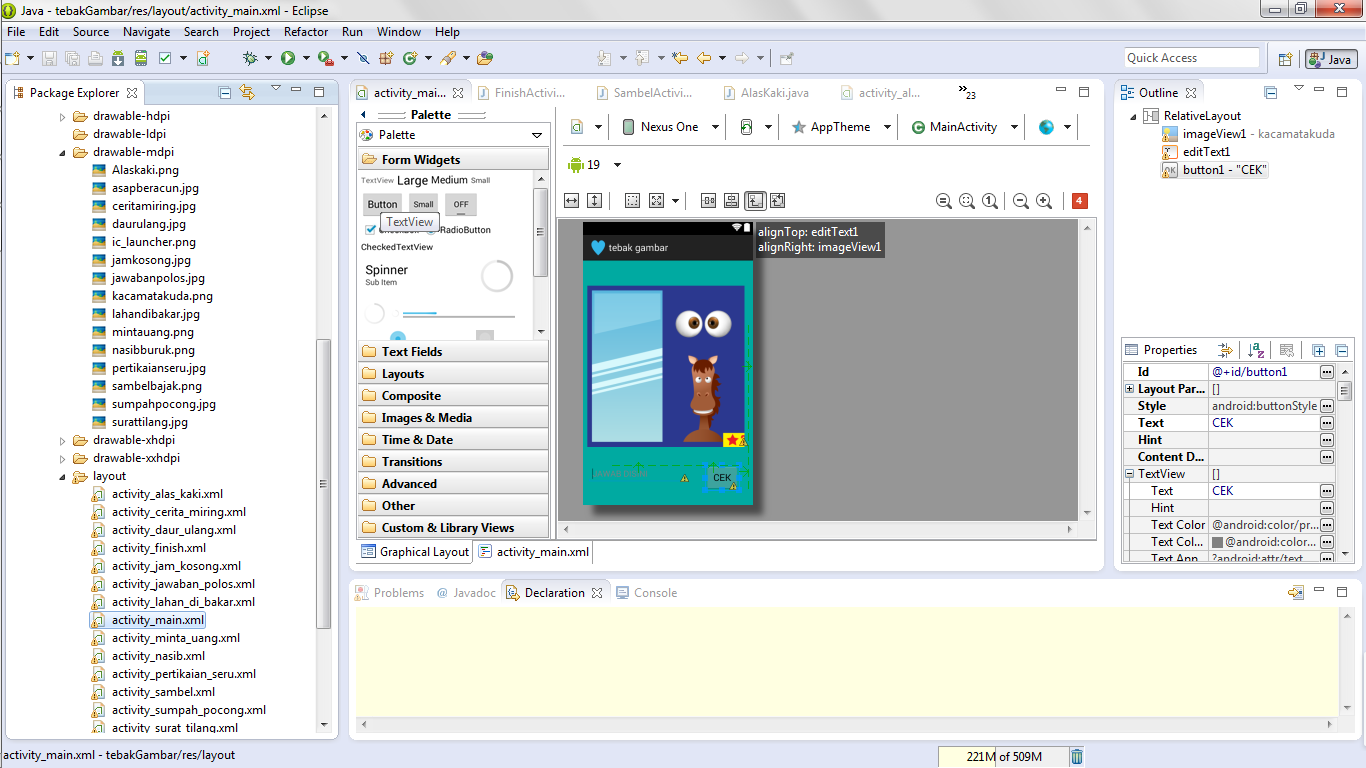 Java - tebakGambar/res/layout/activity_main.xml - Eclipse
File Edit Source Navigate Search Project Refactor Run Window Help
Quick Access
Java
Package Explorer
drawable-hdpi
drawable-ldpi
drawable-mdpi
Alaskaki.png
asapberacun.jpg
ceritamiring.jpg
daurulang.jpg
ic_launcher.png
jamkosong.jpg
jawabanpolos.jpg
kacamatakuda.png
lahandibakar.jpg
mintauang.png
nasibburuk.png
pertikaianseru.jpg
sambelbajak.png
sumpahpocong.jpg
surattilang.jpg
drawable-xhdpi
drawable-xxhdpi
layout
activity_alas_kaki.xml
activity_cerita_miring.xml
activity_daur_ulang.xml
activity_finish.xml
activity_jam_kosong.xml
activity_jawaban_polos.xml
activity_lahan_di_bakar.xml
activity_main.xml
activity_minta_uang.xml
activity_nasib.xml
activity_pertikaian_seru.xml
activity_sambel.xml
activity_sumpah_pocong.xml
activity_surat_tilang.xml
activity_mai... FinishActivi... SambelActivi... AlasKaki.java activity_al... 23
Palette
Palette
Form Widgets
TextView Large Medium Small
Button Small OFF
TextView
RadioButton
CheckedTextView
Spinner
Sub Item
Text Fields
Layouts
Composite
Images & Media
Time & Date
Transitions
Advanced
Other
Custom & Library Views
Nexus One AppTheme MainActivity
19
4
tebak gambar
alignTop: editText1
alignRight: imageView1
CEK
Graphical Layout activity_main.xml
Outline
RelativeLayout
imageView1 - kacamatakuda
editText1
OK button1 - "CEK"
Properties
Id @+id/button1
Layout Par... []
Style android:buttonStyle
Text CEK
Hint
Content D...
TextView []
Text CEK
Hint
Text Color @android:color/pr...
Text Col... @android:color...
Text App ?android:attr/text
Problems Javadoc Declaration Console
activity_main.xml - tebakGambar/res/layout
221M of 509M